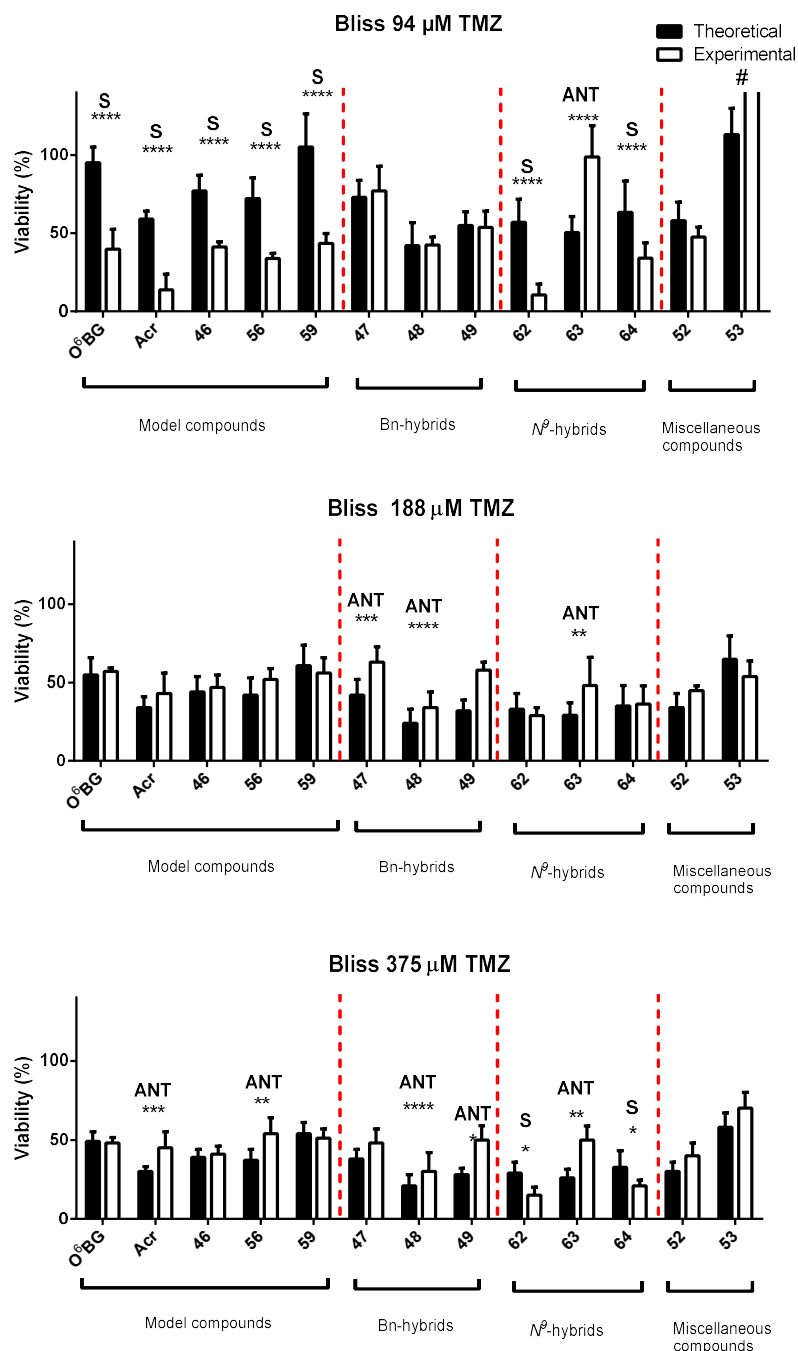 Bliss 94 µM TMZ
Theoretical
Experimental
Viability (%)
100
50
0
S
****
S
****
S
****
S
****
S
****
S
****
ANT
****
S
****
#
O⁶BG
Acr
46
56
59
47
48
49
62
63
64
52
53
Model compounds
Bn-hybrids
N⁹-hybrids
Miscellaneous
compounds
Bliss 188 µM TMZ
Viability (%)
100
50
0
ANT
***
ANT
****
ANT
**
O⁶BG
Acr
46
56
59
47
48
49
62
63
64
52
53
Model compounds
Bn-hybrids
N⁹-hybrids
Miscellaneous
compounds
Bliss 375 µM TMZ
Viability (%)
100
50
0
ANT
***
ANT
**
ANT
****
ANT
*
S
*
ANT
**
S
*
O⁶BG
Acr
46
56
59
47
48
49
62
63
64
52
53
Model compounds
Bn-hybrids
N⁹-hybrids
Miscellaneous
compounds